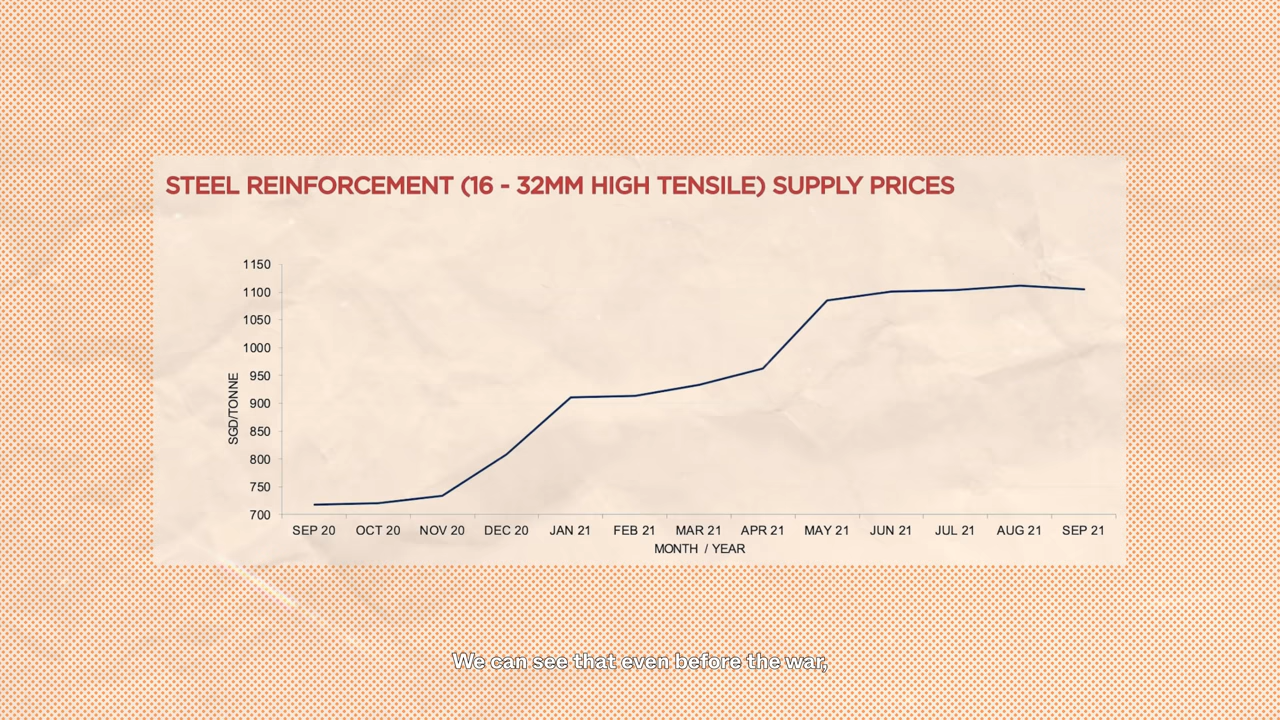 STEEL REINFORCEMENT (16 - 32MM HIGH TENSILE) SUPPLY PRICES
1150
1100
1050
1000
950
900
850
800
750
700
SGD/TONNE
SEP 20 OCT 20 NOV 20 DEC 20 JAN 21 FEB 21 MAR 21 APR 21 MAY 21 JUN 21 JUL 21 AUG 21 SEP 21
MONTH / YEAR
We can see that even before the war,